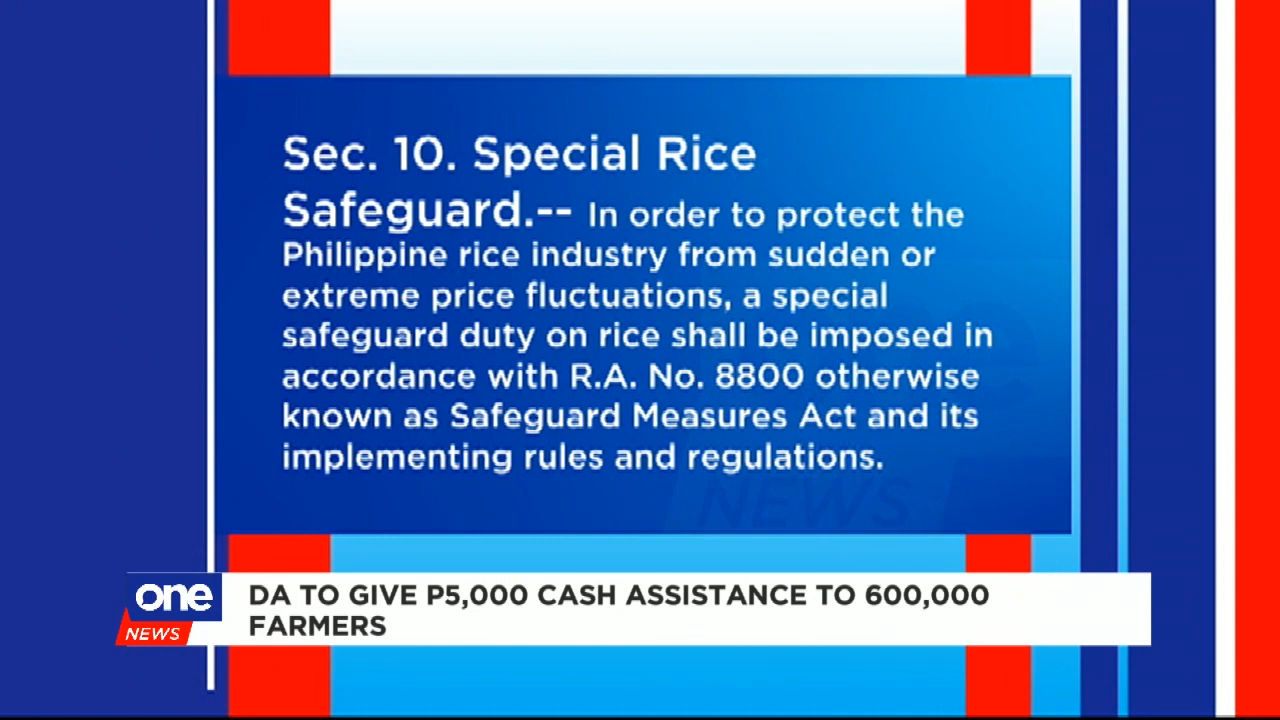 Sec. 10. Special Rice
Safeguard.-- In order to protect the
Philippine rice industry from sudden or
extreme price fluctuations, a special
safeguard duty on rice shall be imposed in
accordance with R.A. No. 8800 otherwise
known as Safeguard Measures Act and its
implementing rules and regulations.
NEWS
one
NEWS
DA TO GIVE P5,000 CASH ASSISTANCE TO 600,000
FARMERS